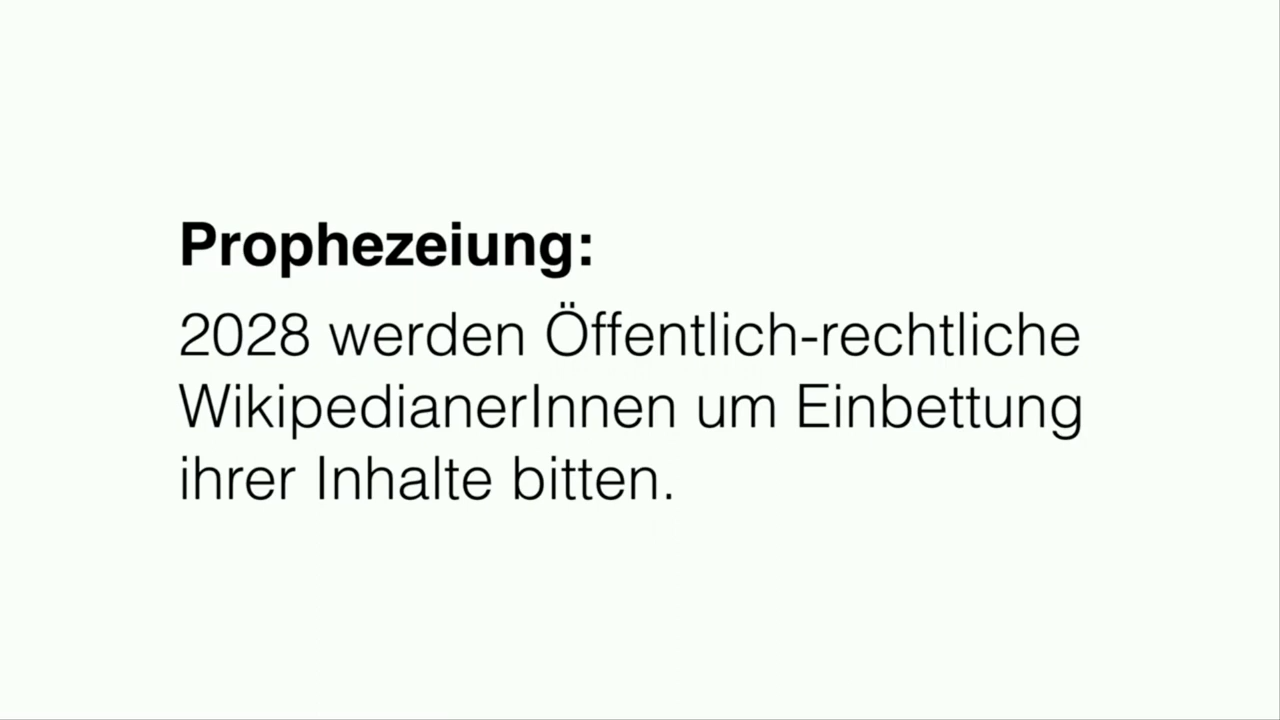 Prophezeiung:
2028 werden Öffentlich-rechtliche
WikipedianerInnen um Einbettung
ihrer Inhalte bitten.